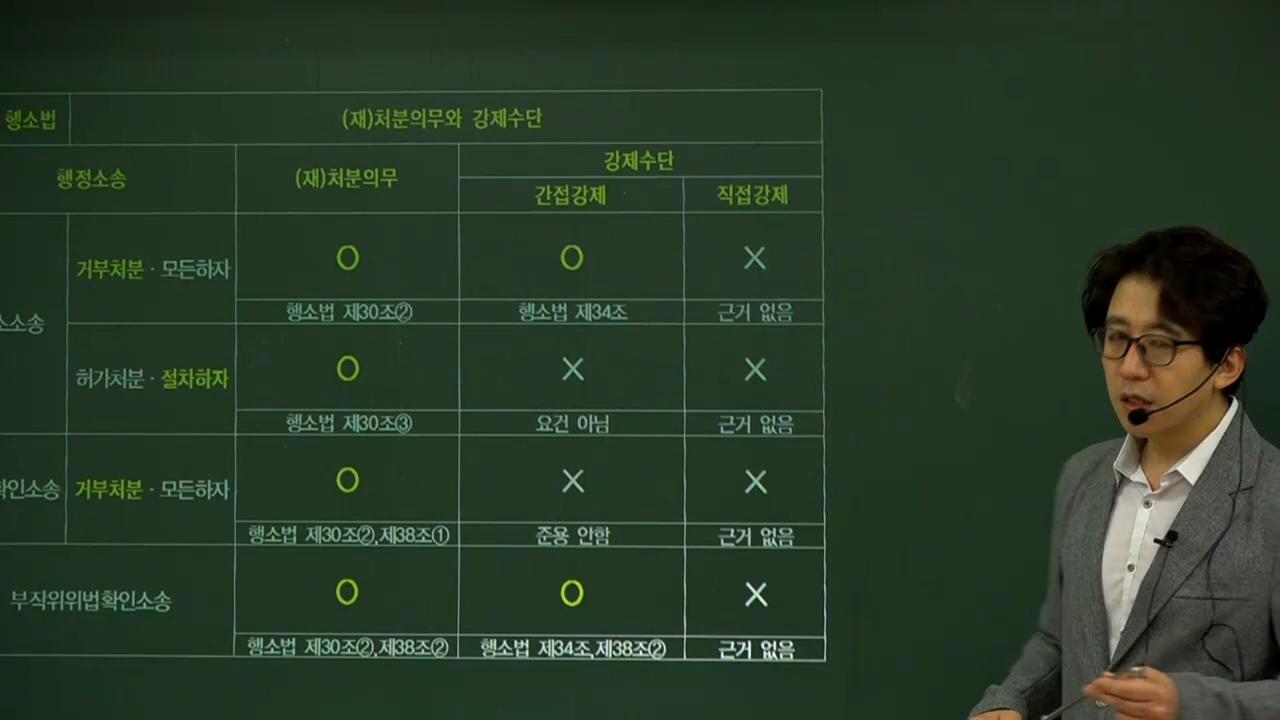 행소법 (재)처분의무와 강제수단
행정소송 (재)처분의무 강제수단
간접강제 직접강제
소소송 거부처분·모든하자 O O X
행소법 제30조② 행소법 제34조 근거 없음
허가처분·절차하자 O X X
행소법 제30조③ 요건 아님 근거 없음
확인소송 거부처분·모든하자 O X X
행소법 제30조②,제38조① 준용 안함 근거 없음
부작위위법확인소송 O O X
행소법 제30조②,제38조② 행소법 제34조,제38조② 근거 없음